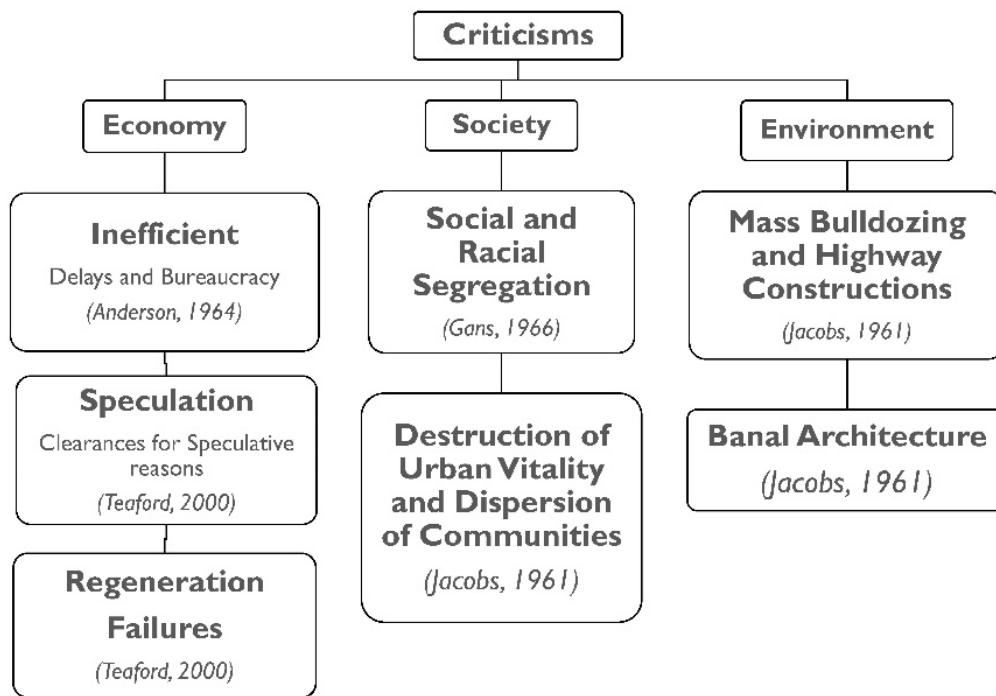 Criticisms
Economy
Society
Environment
Inefficient
Delays and Bureaucracy
(Anderson, 1964)
Speculation
Clearances for Speculative
reasons
(Teaford, 2000)
Regeneration
Failures
(Teaford, 2000)
Social and
Racial
Segregation
(Gans, 1966)
Destruction of
Urban Vitality
and Dispersion
of Communities
(Jacobs, 1961)
Mass Bulldozing
and Highway
Constructions
(Jacobs, 1961)
Banal Architecture
(Jacobs, 1961)